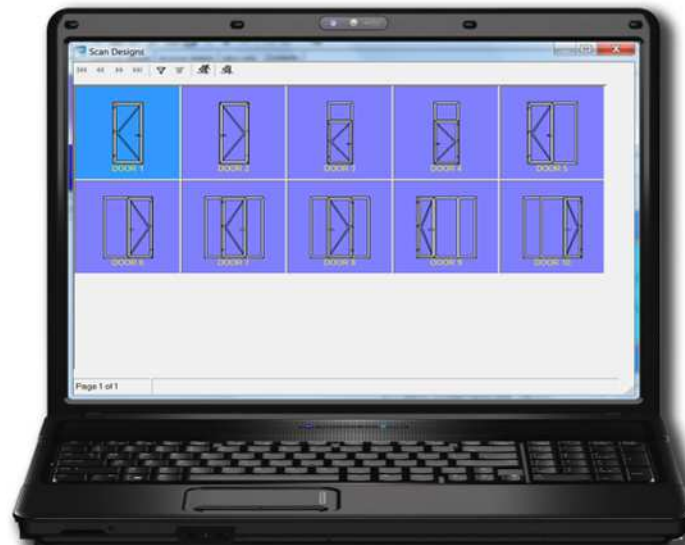 Scan Designs
DOOR 1
DOOR 2
DOOR 3
DOOR 4
DOOR 5
DOOR 6
DOOR 7
DOOR 8
DOOR 9
DOOR 10
Page 1 of 1